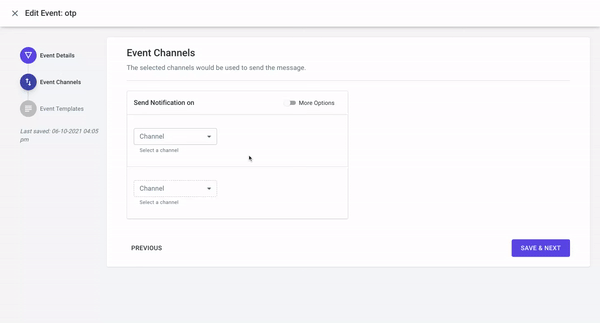 Edit Event: otp
Event Details
Event Channels
Event Templates
Last saved: 06-10-2021 04:05
pm
Event Channels
The selected channels would be used to send the message.
Send Notification on
More Options
Channel
Select a channel
Channel
Select a channel
PREVIOUS
SAVE & NEXT